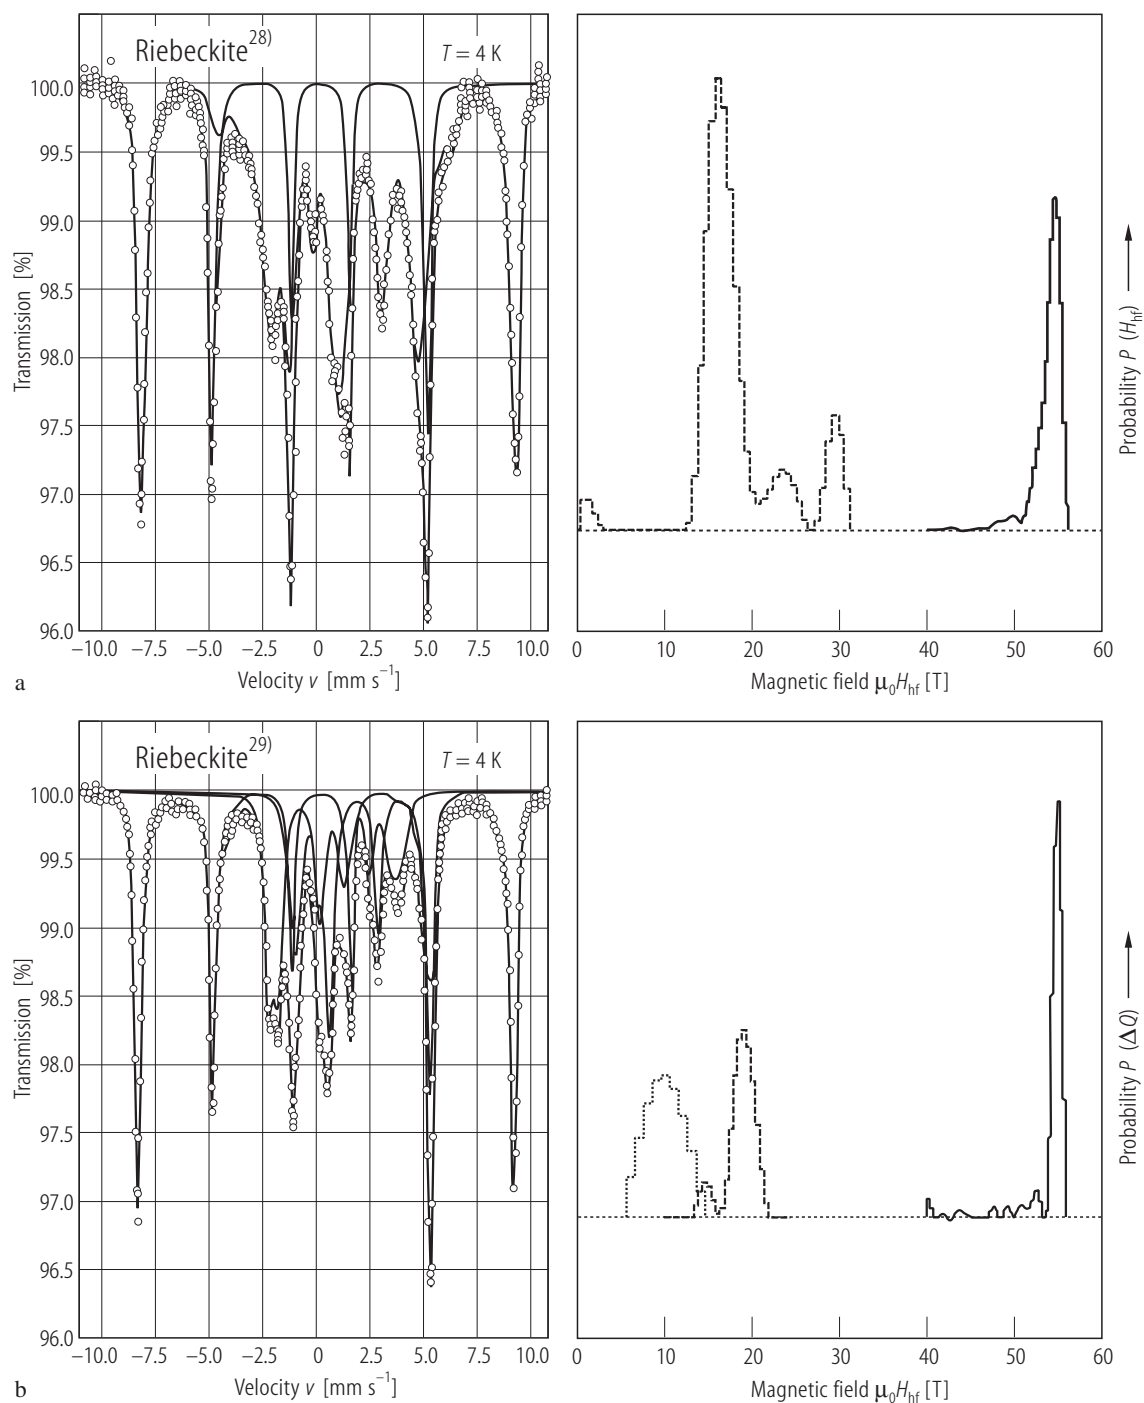 Riebeckite²⁸⁾ T = 4 K
100.0
99.5
99.0
98.5
98.0
97.5
97.0
96.5
96.0
Transmission [%]
−10.0 −7.5 −5.0 −2.5 0 2.5 5.0 7.5 10.0
Velocity v [mm s⁻¹]
a
0 10 20 30 40 50 60
Magnetic field μ₀H_hf [T]
Probability P (H_hf)
Riebeckite²⁹⁾ T = 4 K
100.0
99.5
99.0
98.5
98.0
97.5
97.0
96.5
96.0
Transmission [%]
−10.0 −7.5 −5.0 −2.5 0 2.5 5.0 7.5 10.0
Velocity v [mm s⁻¹]
b
0 10 20 30 40 50 60
Magnetic field μ₀H_hf [T]
Probability P (ΔQ)